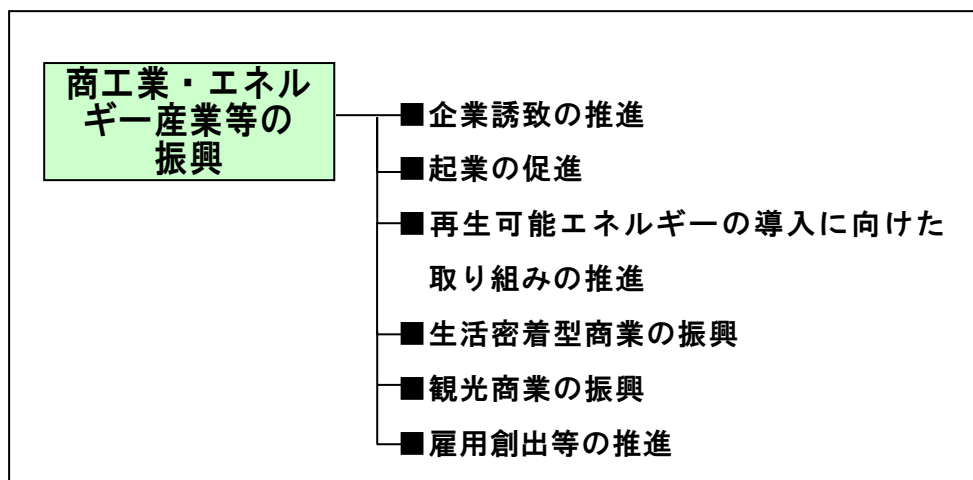 商工業・エネル
ギー産業等の
振興
■企業誘致の推進
■起業の促進
■再生可能エネルギーの導入に向けた
取り組みの推進
■生活密着型商業の振興
■観光商業の振興
■雇用創出等の推進